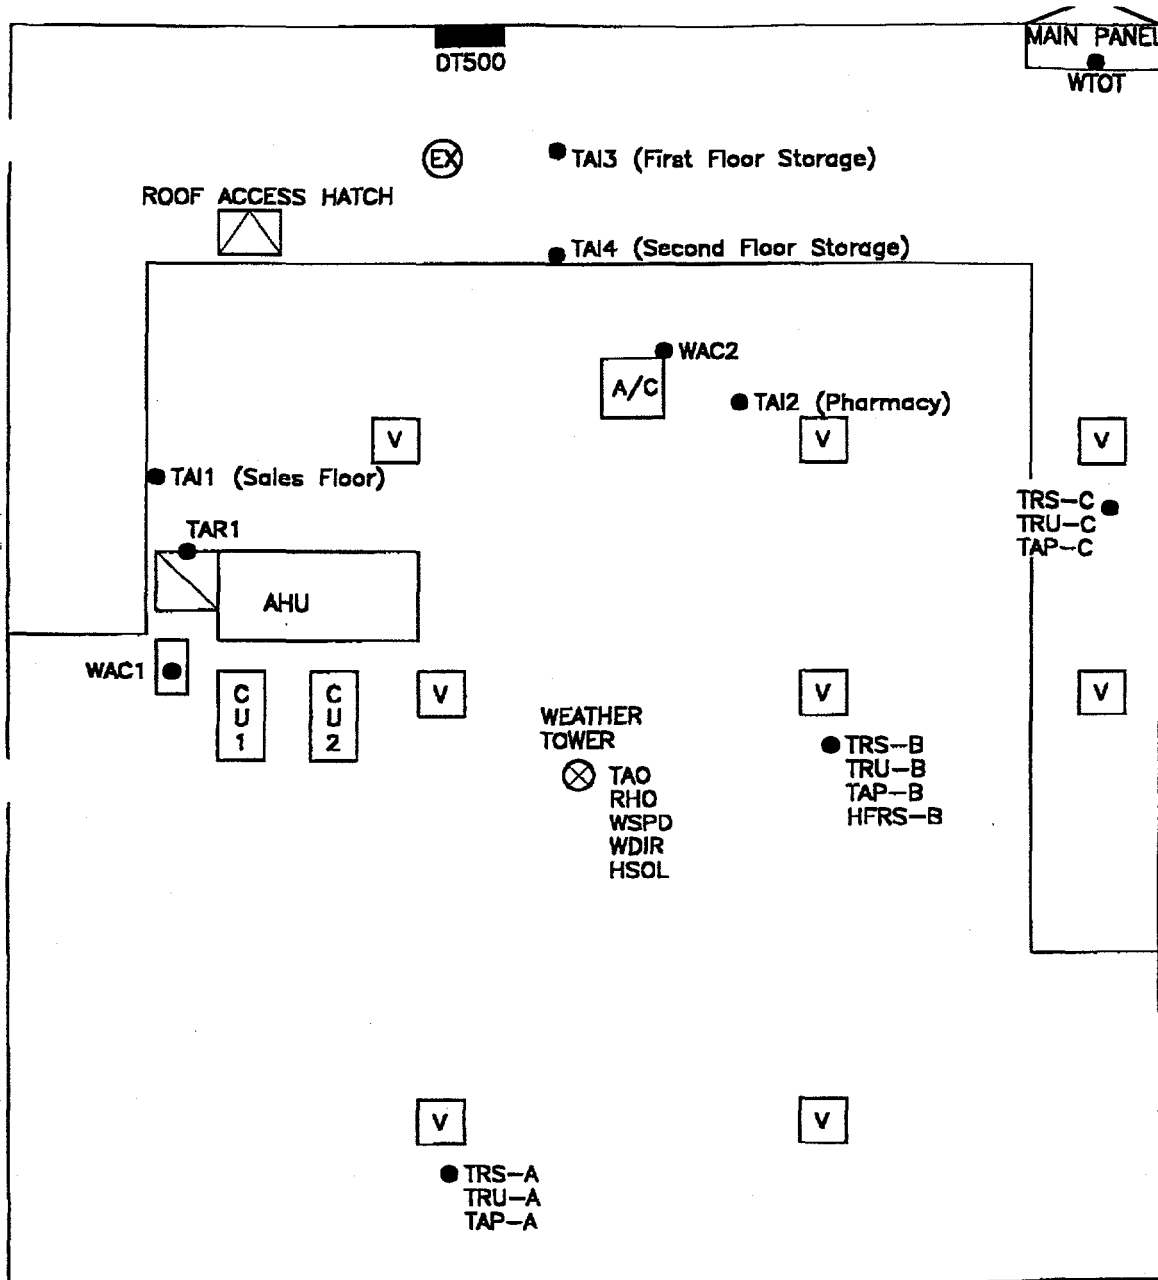 MAIN PANEL
DT500
WTOT
EX
TAI3 (First Floor Storage)
ROOF ACCESS HATCH
TAI4 (Second Floor Storage)
WAC2
A/C
TAI2 (Pharmacy)
V
V
V
TAI1 (Sales Floor)
TRS-C
TRU-C
TAP-C
TAR1
AHU
WAC1
CU1
CU2
V
V
V
WEATHER
TOWER
TAO
RHO
WSPD
WDIR
HSOL
TRS-B
TRU-B
TAP-B
HFRS-B
V
V
TRS-A
TRU-A
TAP-A